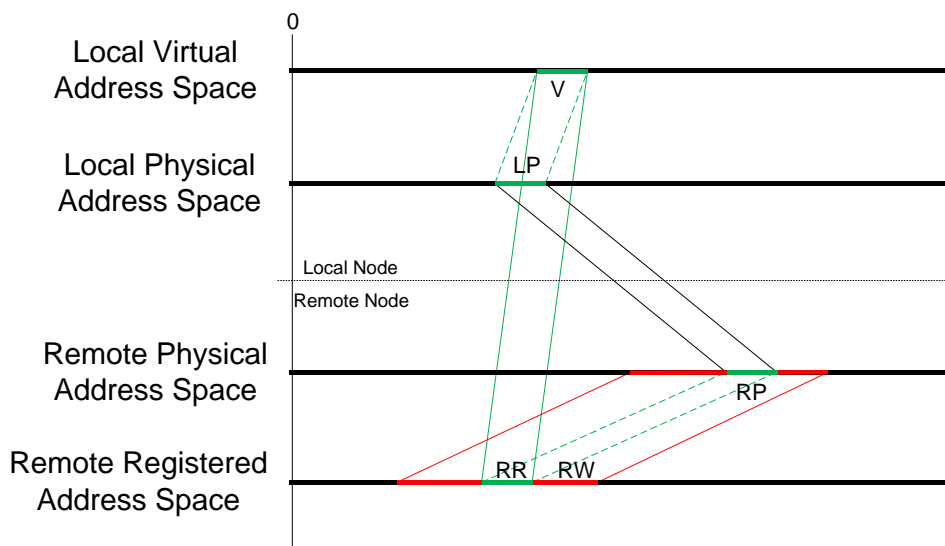 0
Local Virtual
Address Space
V
Local Physical
Address Space
LP
Local Node
Remote Node
Remote Physical
Address Space
RP
Remote Registered
Address Space
RR
RW